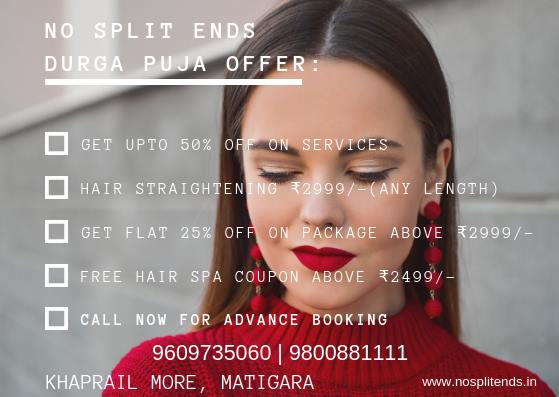 NO SPLIT ENDS
DURGA PUJA OFFER:
GET UPTO 50% OFF ON SERVICES
HAIR STRAIGHTENING ₹2999/-(ANY LENGTH)
GET FLAT 25% OFF ON PACKAGE ABOVE ₹2999/-
FREE HAIR SPA COUPON ABOVE ₹2499/-
CALL NOW FOR ADVANCE BOOKING
9609735060 | 9800881111
KHAPRAIL MORE, MATIGARA
www.nosplitends.in